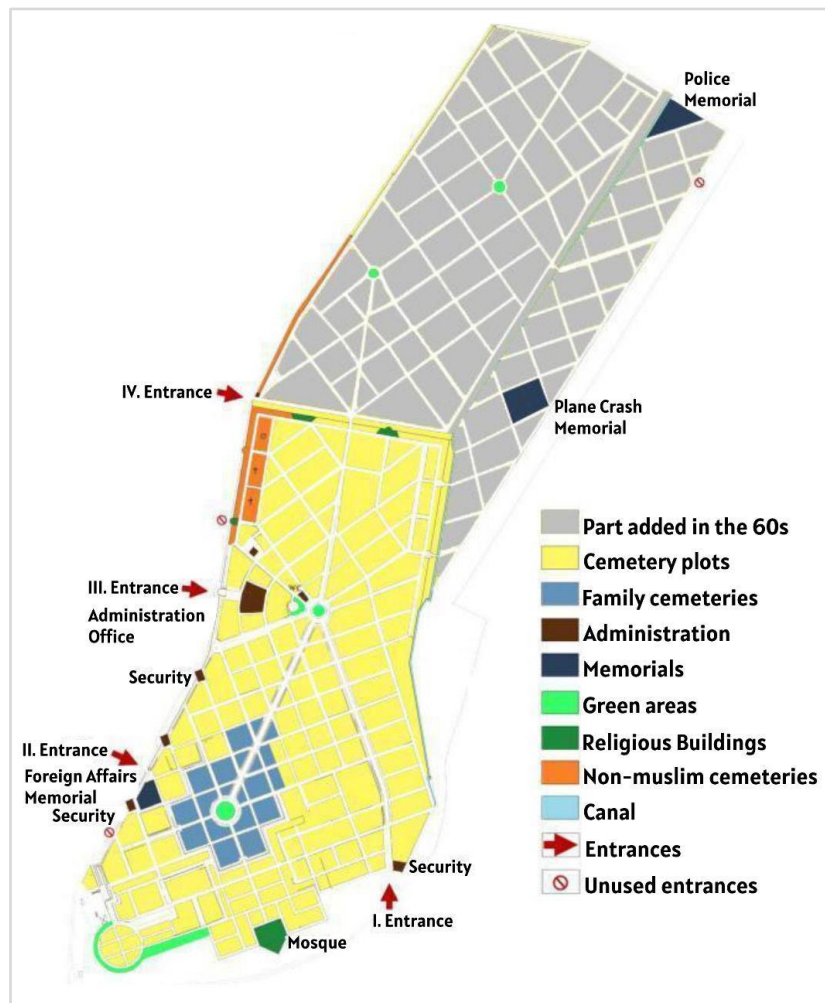 Police
Memorial
IV. Entrance
Plane Crash
Memorial
III. Entrance
Administration
Office
Security
II. Entrance
Foreign Affairs
Memorial
Security
Security
I. Entrance
Mosque
Part added in the 60s
Cemetery plots
Family cemeteries
Administration
Memorials
Green areas
Religious Buildings
Non-muslim cemeteries
Canal
Entrances
Unused entrances